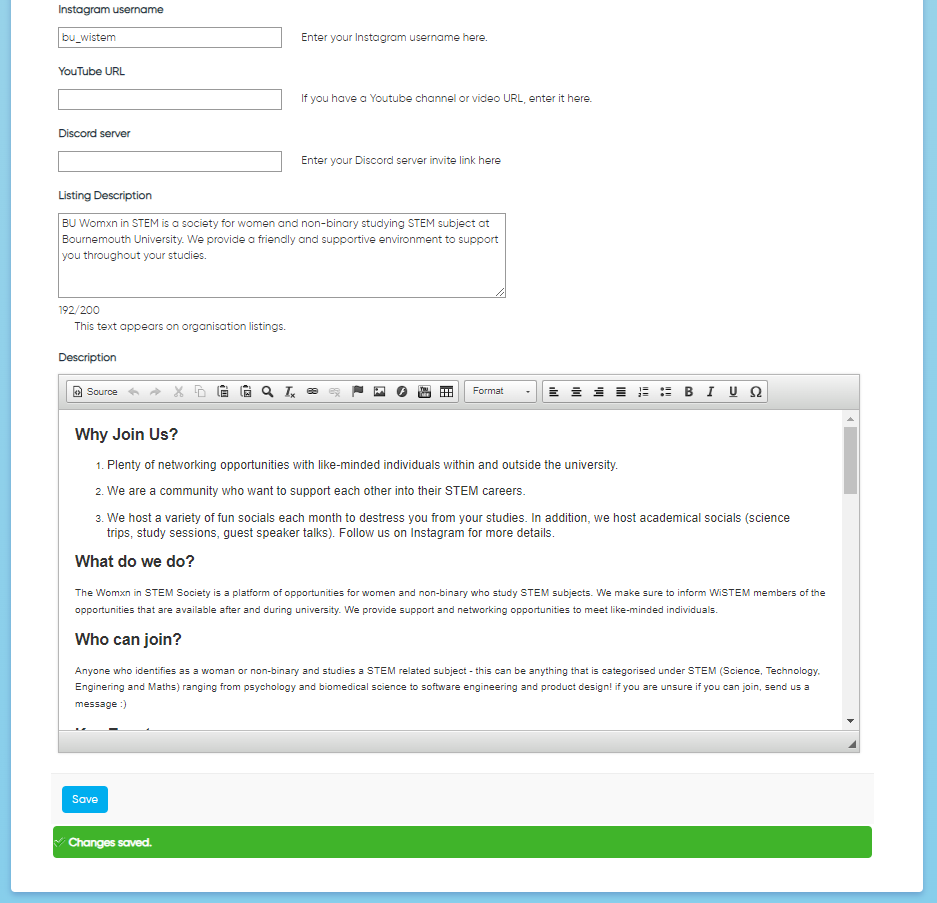 Instagram username
bu_wistem
Enter your Instagram username here.
YouTube URL
If you have a Youtube channel or video URL, enter it here.
Discord server
Enter your Discord server invite link here
Listing Description
BU Womxn in STEM is a society for women and non-binary studying STEM subject at
Bournemouth University. We provide a friendly and supportive environment to support
you throughout your studies.
192/200
This text appears on organisation listings.
Description
Source
Format
Why Join Us?
1. Plenty of networking opportunities with like-minded individuals within and outside the university.
2. We are a community who want to support each other into their STEM careers.
3. We host a variety of fun socials each month to destress you from your studies. In addition, we host academical socials (science
trips, study sessions, guest speaker talks). Follow us on Instagram for more details.
What do we do?
The Womxn in STEM Society is a platform of opportunities for women and non-binary who study STEM subjects. We make sure to inform WiSTEM members of the
opportunities that are available after and during university. We provide support and networking opportunities to meet like-minded individuals.
Who can join?
Anyone who identifies as a woman or non-binary and studies a STEM related subject - this can be anything that is categorised under STEM (Science, Technology,
Enginering and Maths) ranging from psychology and biomedical science to software engineering and product design! if you are unsure if you can join, send us a
message :)
Save
Changes saved.